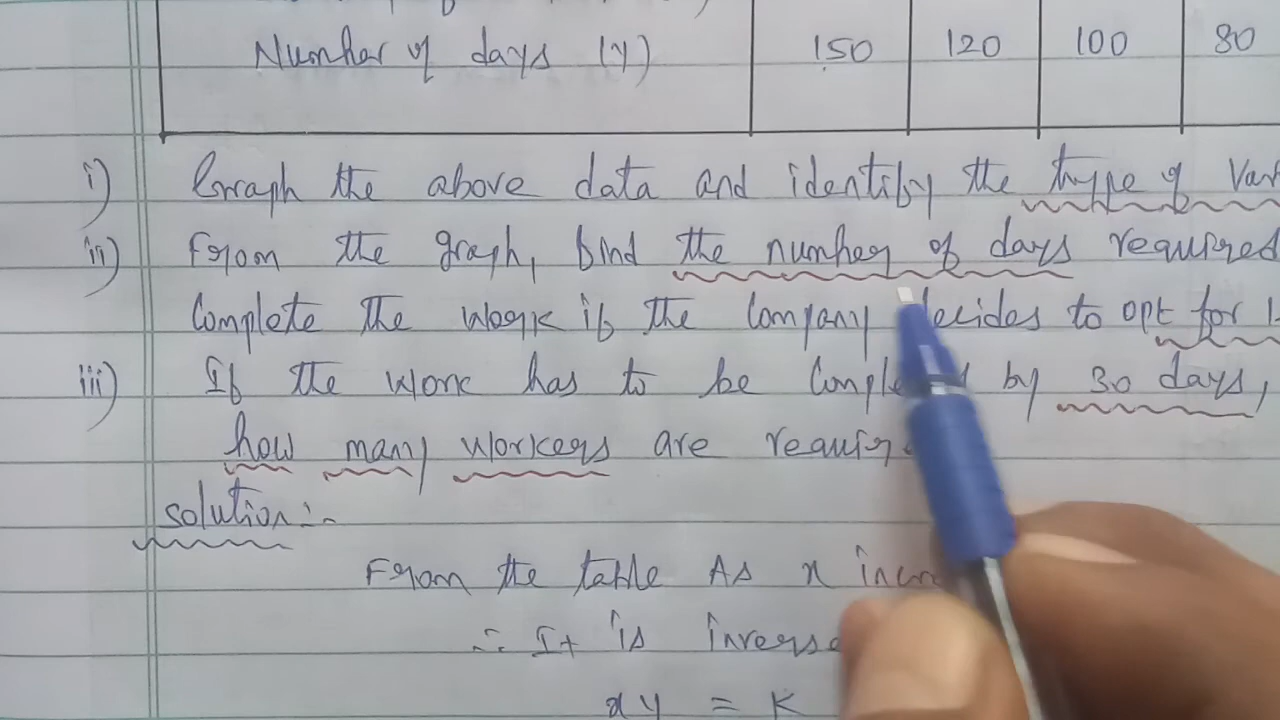 Number of days (y) 150 120 100 80
i) Graph the above data and identify the type of
ii) From the graph, find the number of days required
Complete the work if the company decides to opt for
iii) If the work has to be by 30 days,
how many workers are
solution:-
From the table As x
∴ It is
xy = K